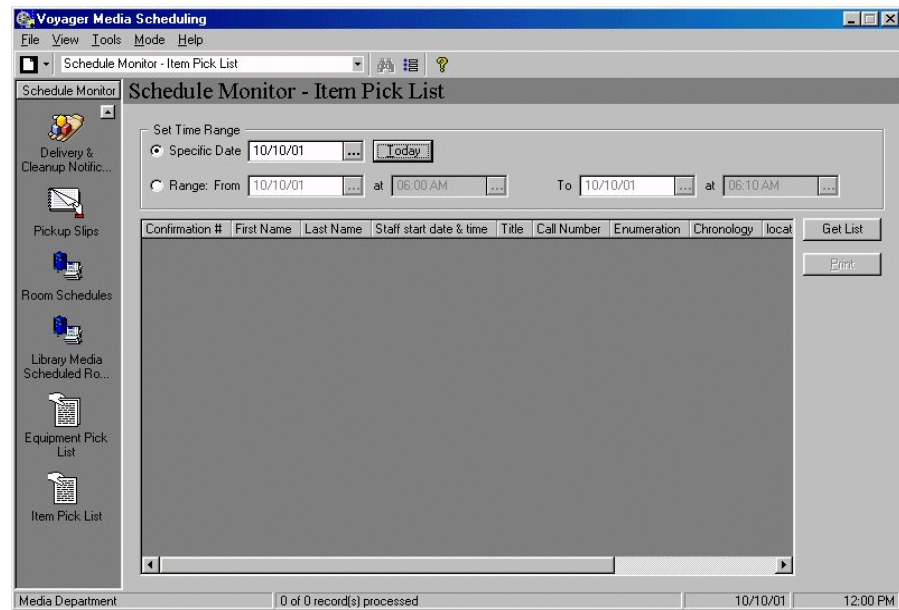 Voyager Media Scheduling
File View Tools Mode Help
Schedule Monitor - Item Pick List
Schedule Monitor
Schedule Monitor - Item Pick List
Delivery &
Cleanup Notific...
Pickup Slips
Room Schedules
Library Media
Scheduled Ro...
Equipment Pick
List
Item Pick List
Set Time Range
Specific Date 10/10/01 ... Today
Range: From 10/10/01 ... at 06:00 AM ... To 10/10/01 ... at 06:10 AM ...
Confirmation # First Name Last Name Staff start date & time Title Call Number Enumeration Chronology locat
Get List
Print
Media Department 0 of 0 record(s) processed 10/10/01 12:00 PM